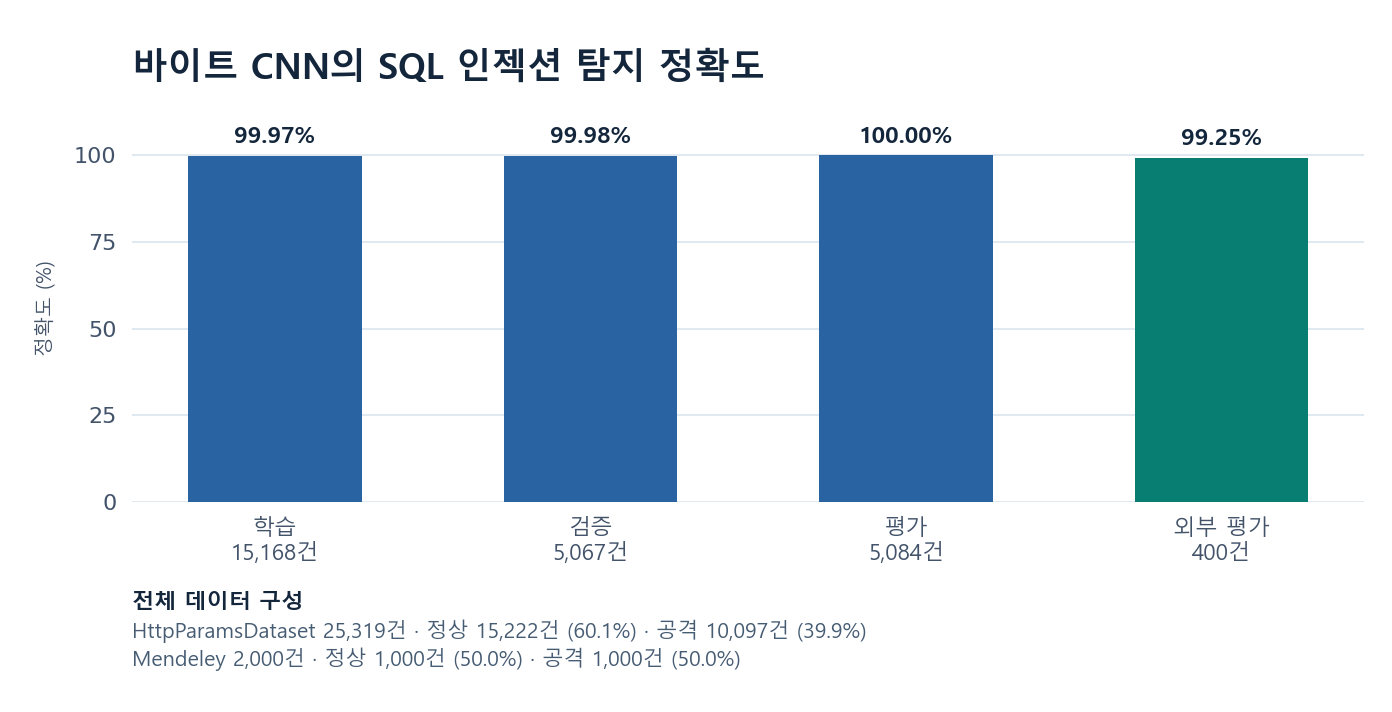 바이트 CNN의 SQL 인젝션 탐지 정확도
99.97%
99.98%
100.00%
99.25%
100
75
50
25
0
정확도 (%)
학습
15,168건
검증
5,067건
평가
5,084건
외부 평가
400건
전체 데이터 구성
HttpParamsDataset 25,319건 · 정상 15,222건 (60.1%) · 공격 10,097건 (39.9%)
Mendeley 2,000건 · 정상 1,000건 (50.0%) · 공격 1,000건 (50.0%)